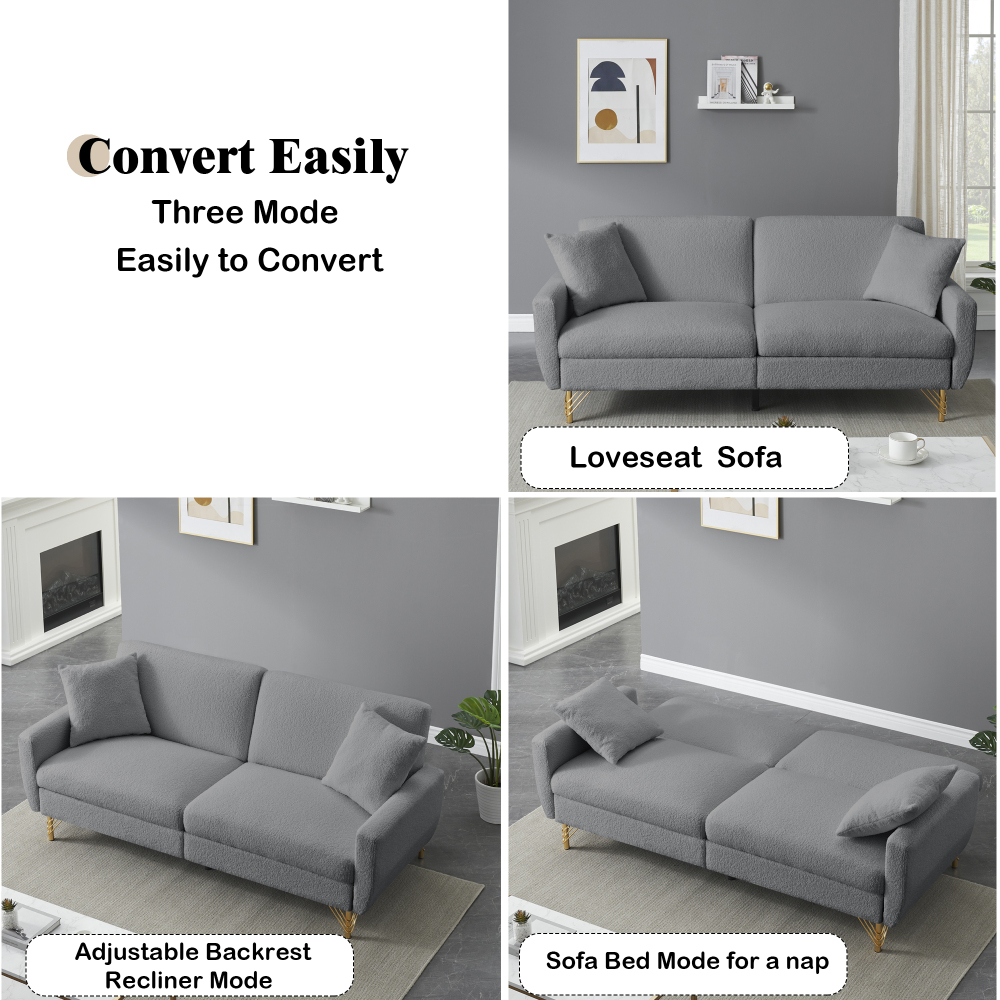 Convert Easily
Three Mode
Easily to Convert
Loveseat Sofa
Adjustable Backrest
Recliner Mode
Sofa Bed Mode for a nap